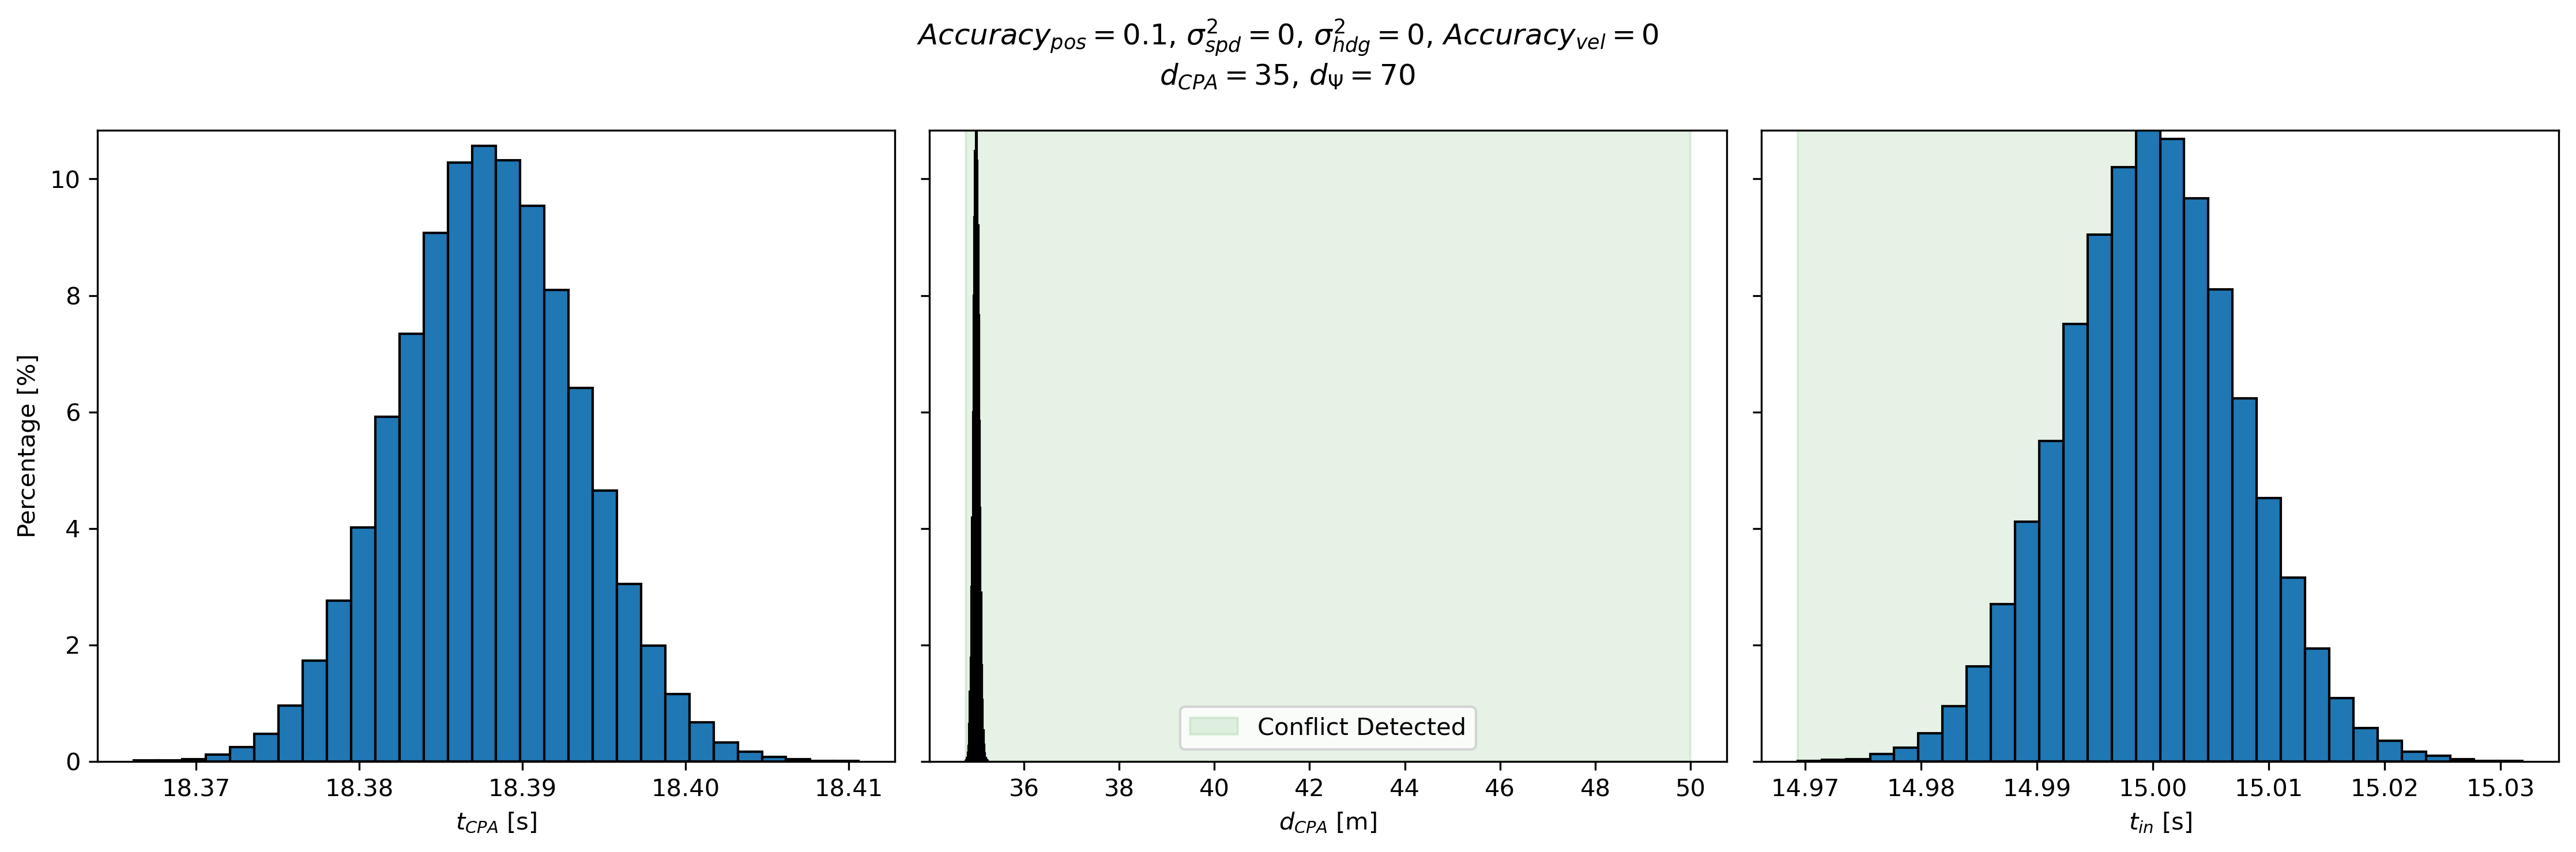 Accuracy_pos = 0.1, σ²_spd = 0, σ²_hdg = 0, Accuracy_vel = 0
d_CPA = 35, d_Ψ = 70
Percentage [%]
10
8
6
4
2
0
18.37 18.38 18.39 18.40 18.41
t_CPA [s]
Conflict Detected
36 38 40 42 44 46 48 50
d_CPA [m]
14.97 14.98 14.99 15.00 15.01 15.02 15.03
t_in [s]